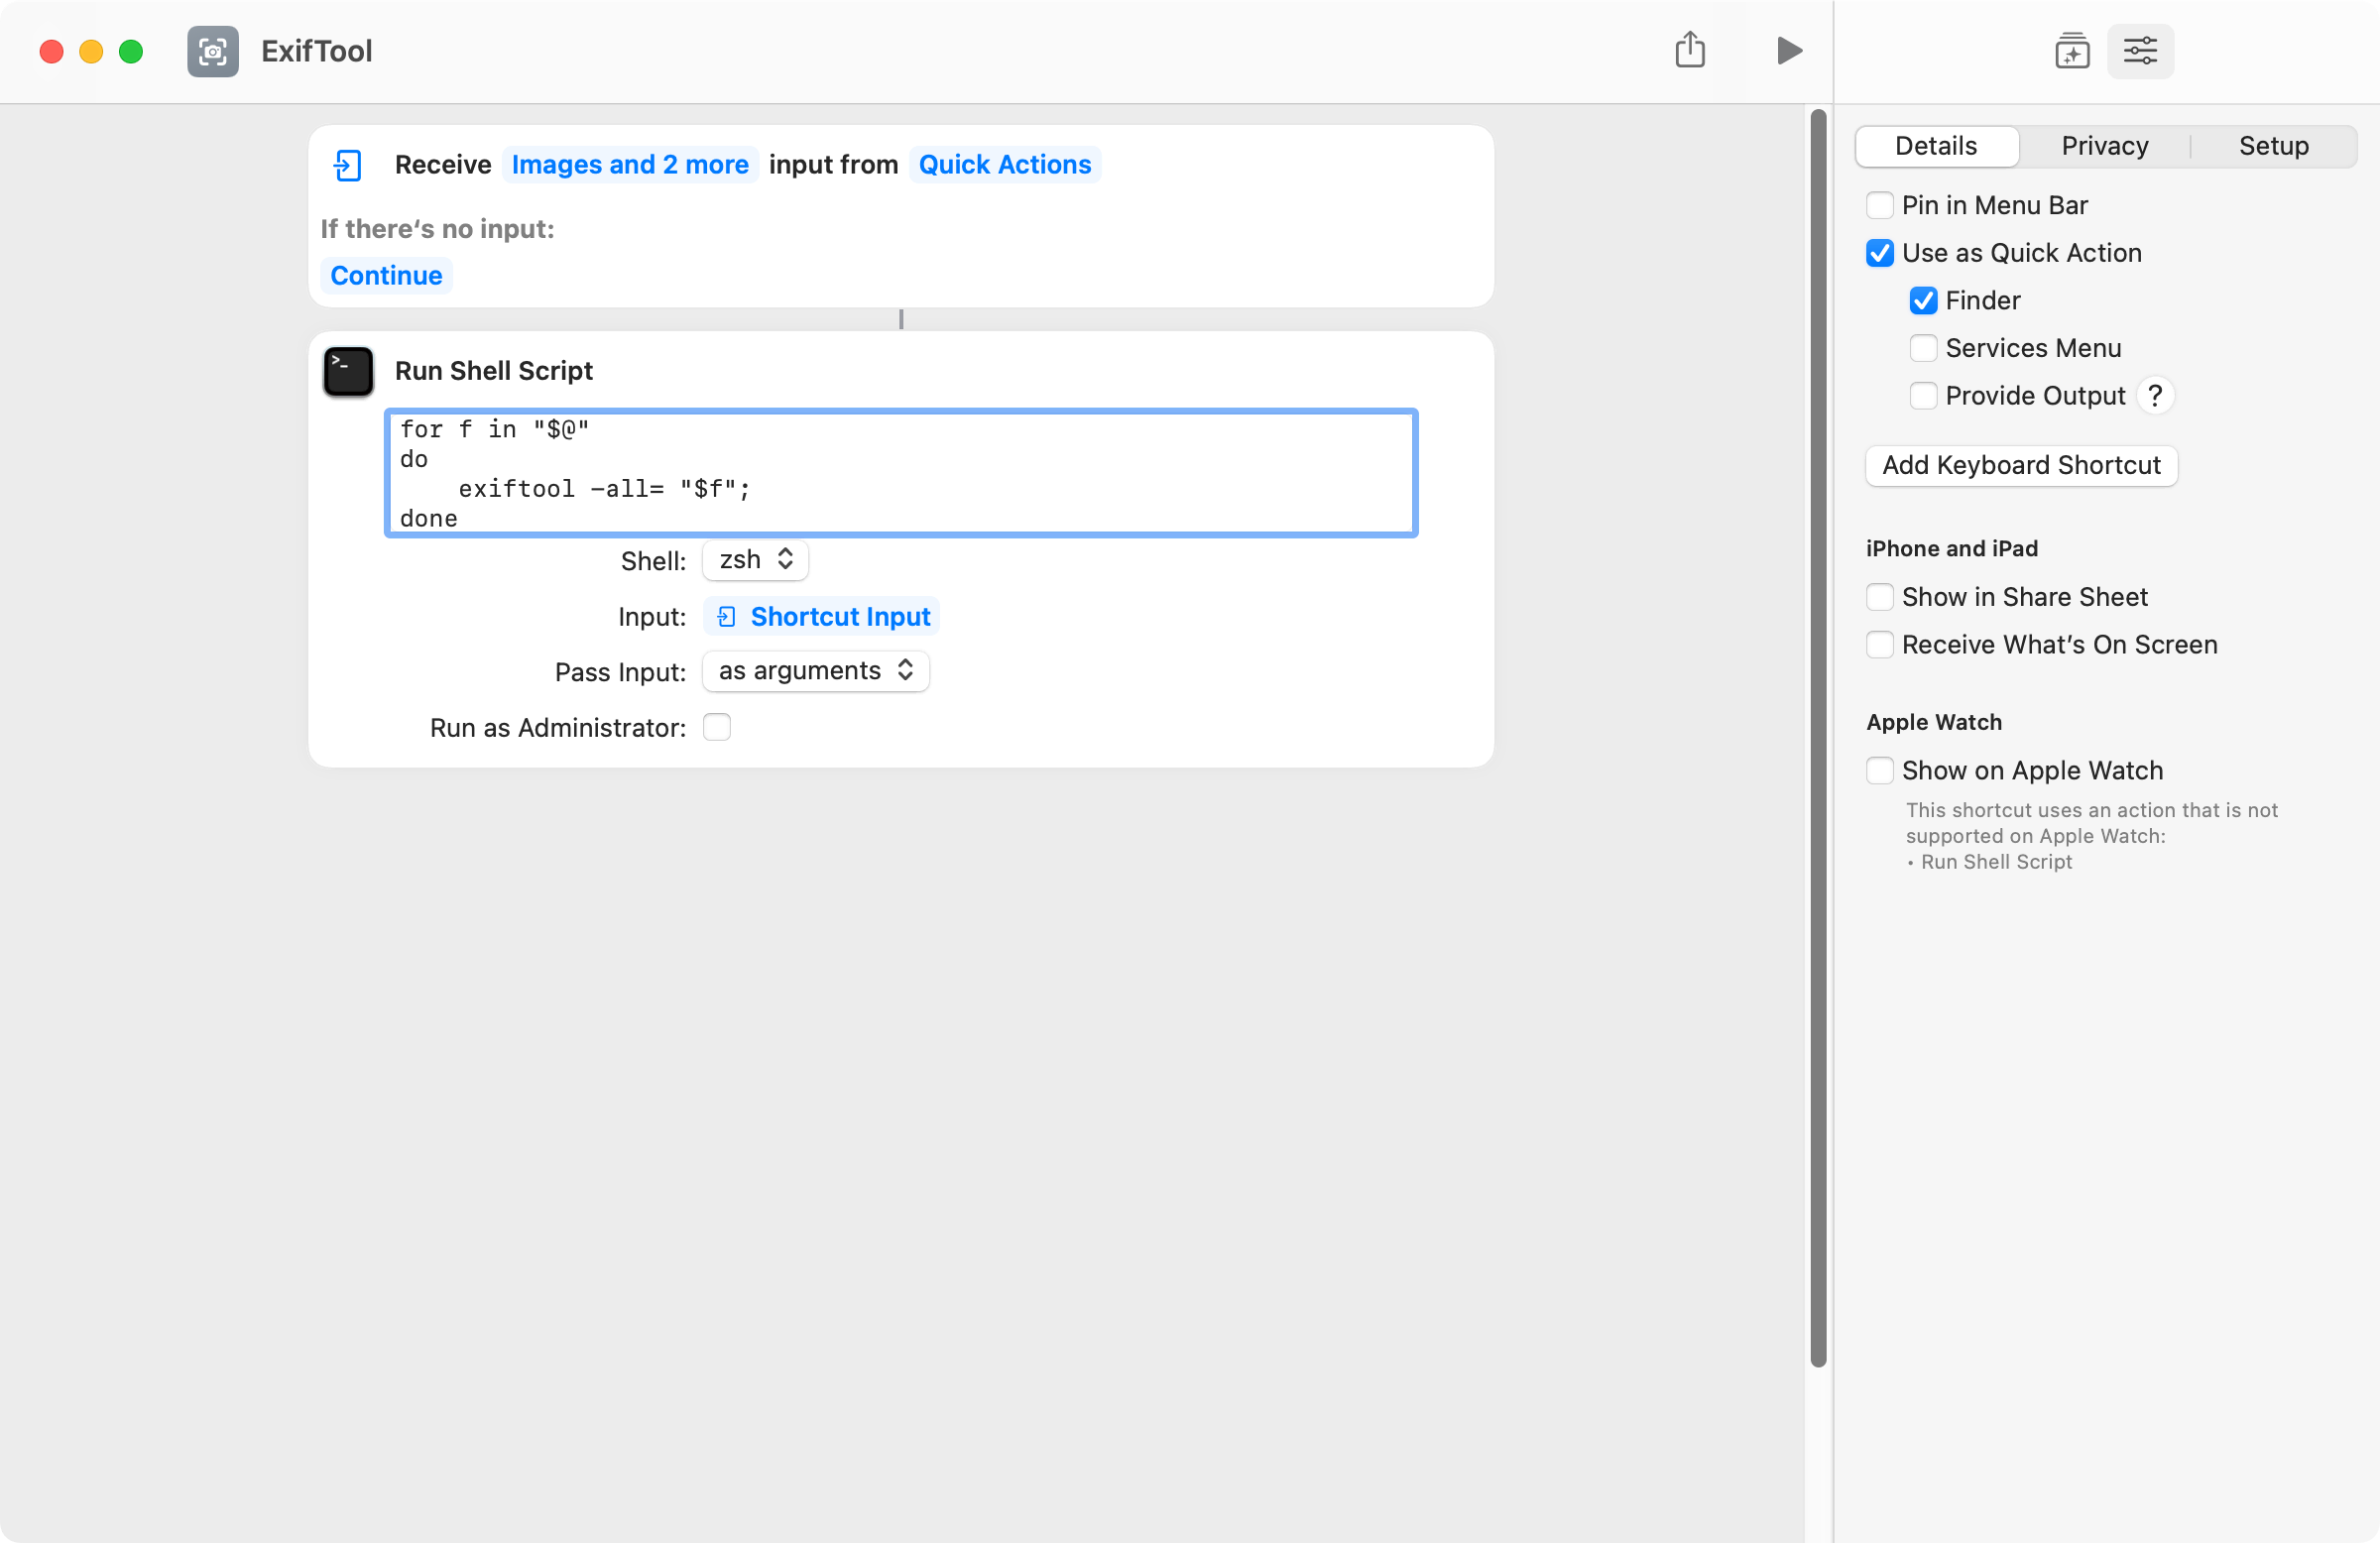 ExifTool
Receive Images and 2 more input from Quick Actions
If there‘s no input:
Continue
Run Shell Script
for f in "$@"
do
    exiftool -all= "$f";
done
Shell: zsh
Input: Shortcut Input
Pass Input: as arguments
Run as Administrator:
Details Privacy Setup
Pin in Menu Bar
Use as Quick Action
Finder
Services Menu
Provide Output ?
Add Keyboard Shortcut
iPhone and iPad
Show in Share Sheet
Receive What’s On Screen
Apple Watch
Show on Apple Watch
This shortcut uses an action that is not
supported on Apple Watch:
• Run Shell Script